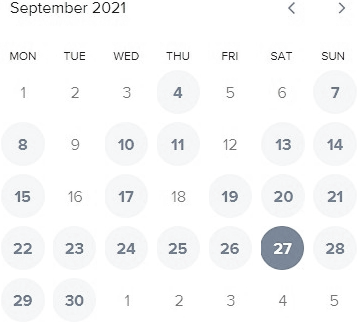 September 2021
MON TUE WED THU FRI SAT SUN
1 2 3 4 5 6 7
8 9 10 11 12 13 14
15 16 17 18 19 20 21
22 23 24 25 26 27 28
29 30 1 2 3 4 5